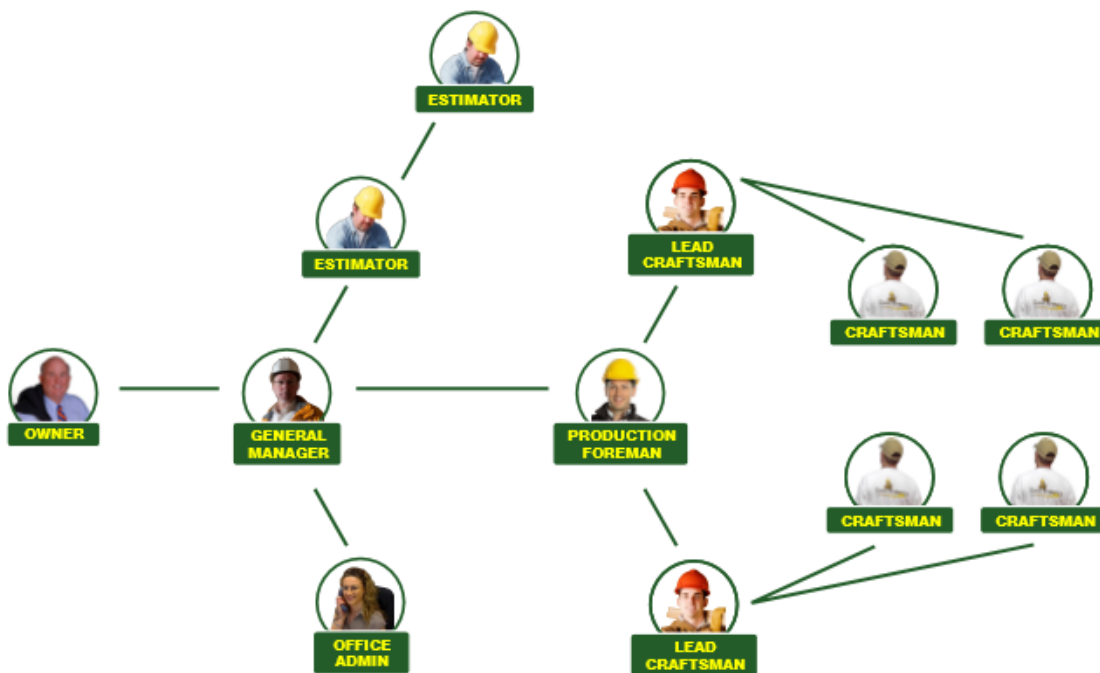 ESTIMATOR
ESTIMATOR
LEAD
CRAFTSMAN
CRAFTSMAN
CRAFTSMAN
OWNER
GENERAL
MANAGER
PRODUCTION
FOREMAN
CRAFTSMAN
CRAFTSMAN
OFFICE
ADMIN
LEAD
CRAFTSMAN